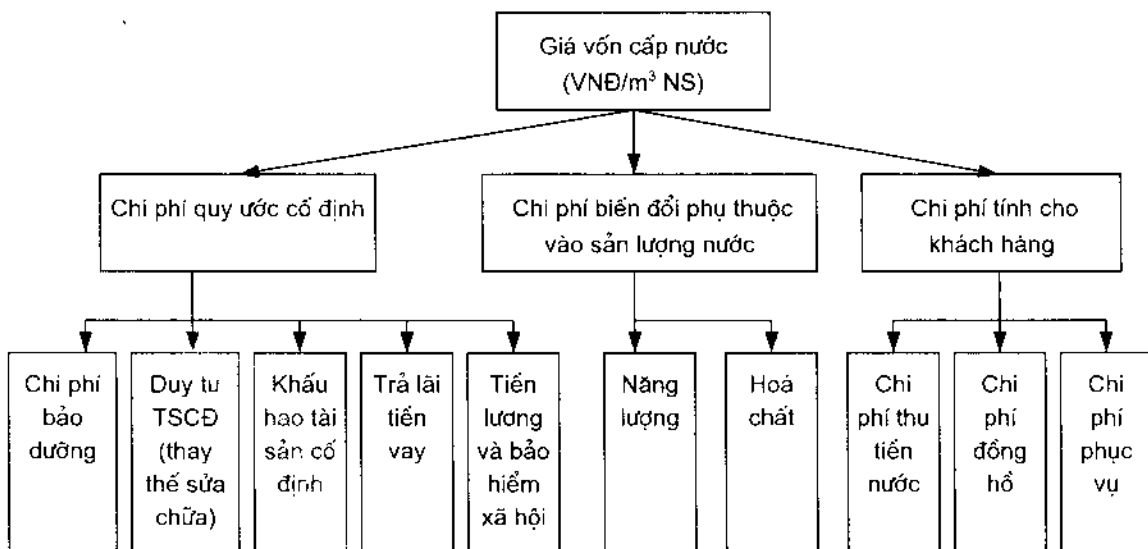 Giá vốn cấp nước
(VNĐ/m³ NS)
Chi phí quy ước cố định
Chi phí biến đổi phụ thuộc
vào sản lượng nước
Chi phí tính cho
khách hàng
Chi phí
bảo
dưỡng
Duy tư
TSCĐ
(thay
thế sửa
chữa)
Khấu
hao tài
sản cố
định
Trả lãi
tiền
vay
Tiền
lương
và bảo
hiểm
xã hội
Năng
lượng
Hoá
chất
Chi
phí thu
tiền
nước
Chi
phí
đồng
hồ
Chi
phí
phục
vụ